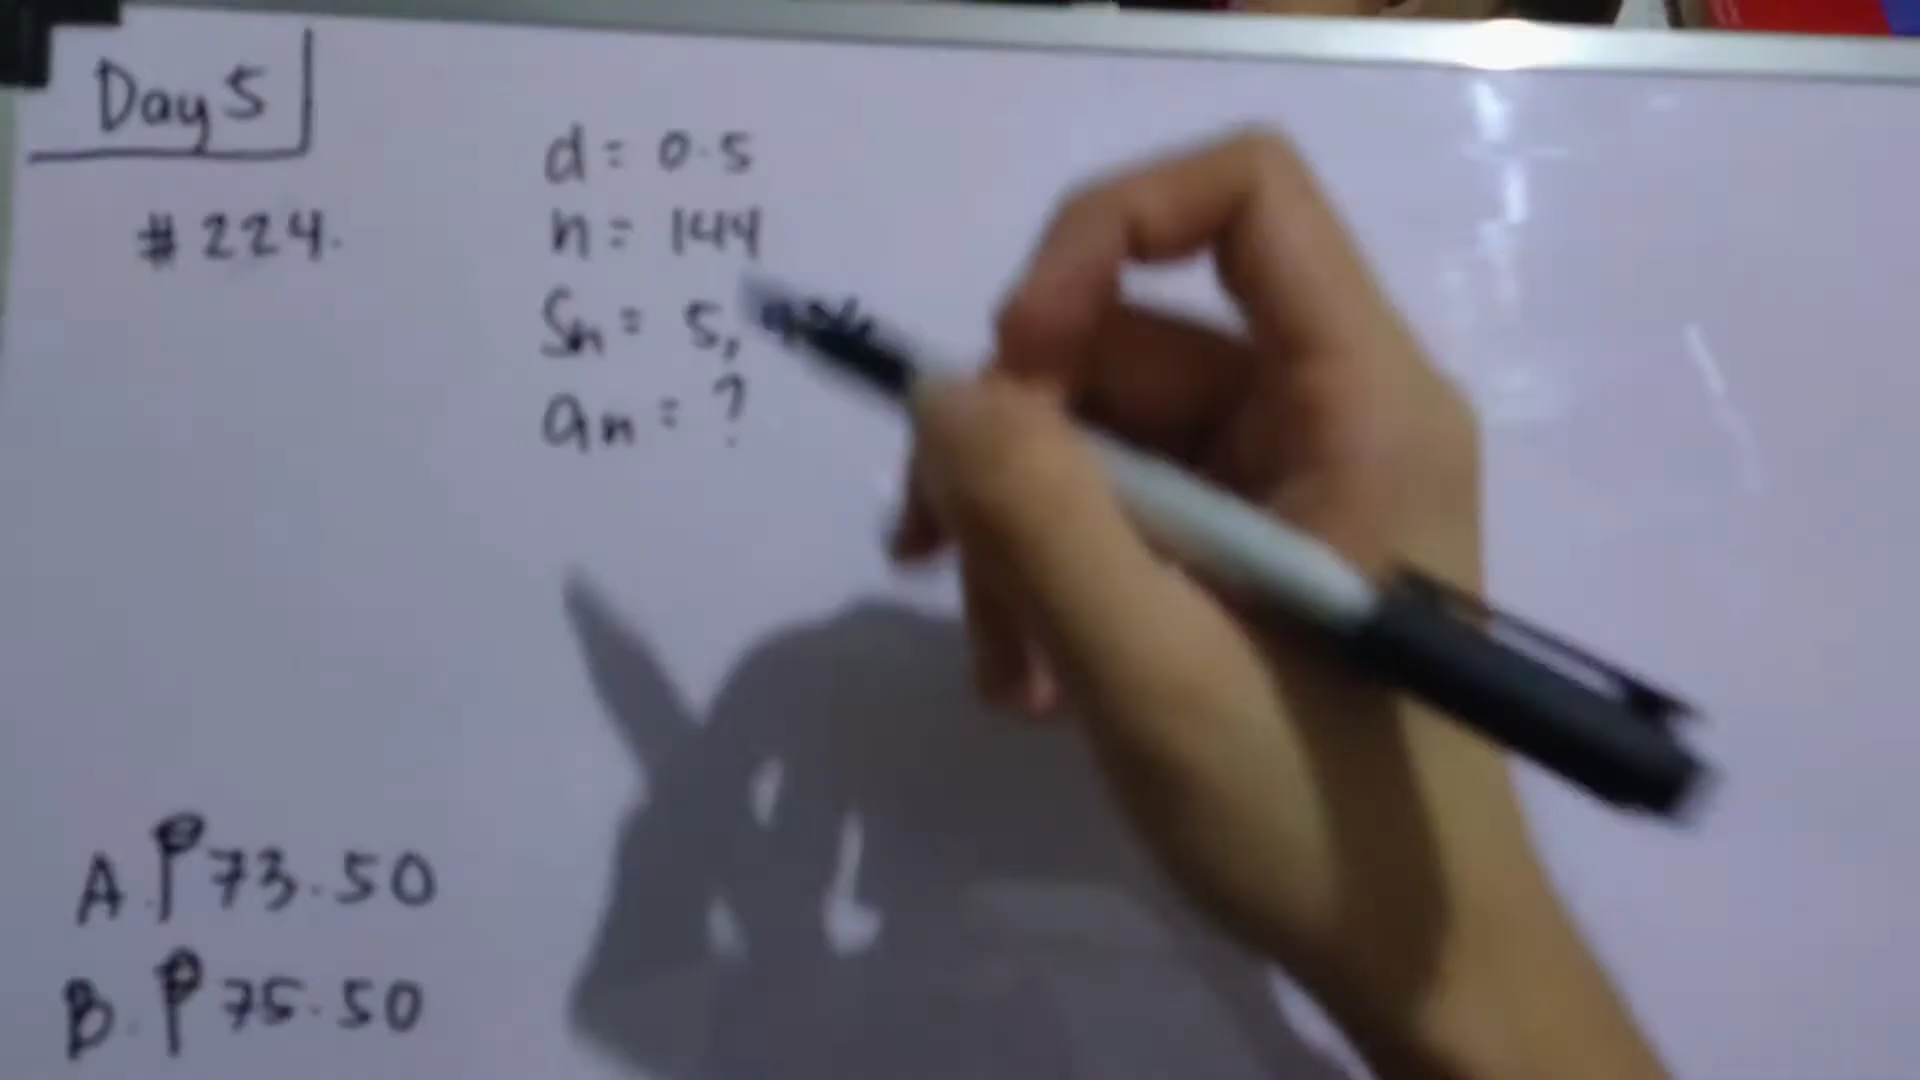 Day 5
#224.
d = 0.5
n = 144
Sn = 5,
an = ?
A. ₱73.50
B. ₱75.50